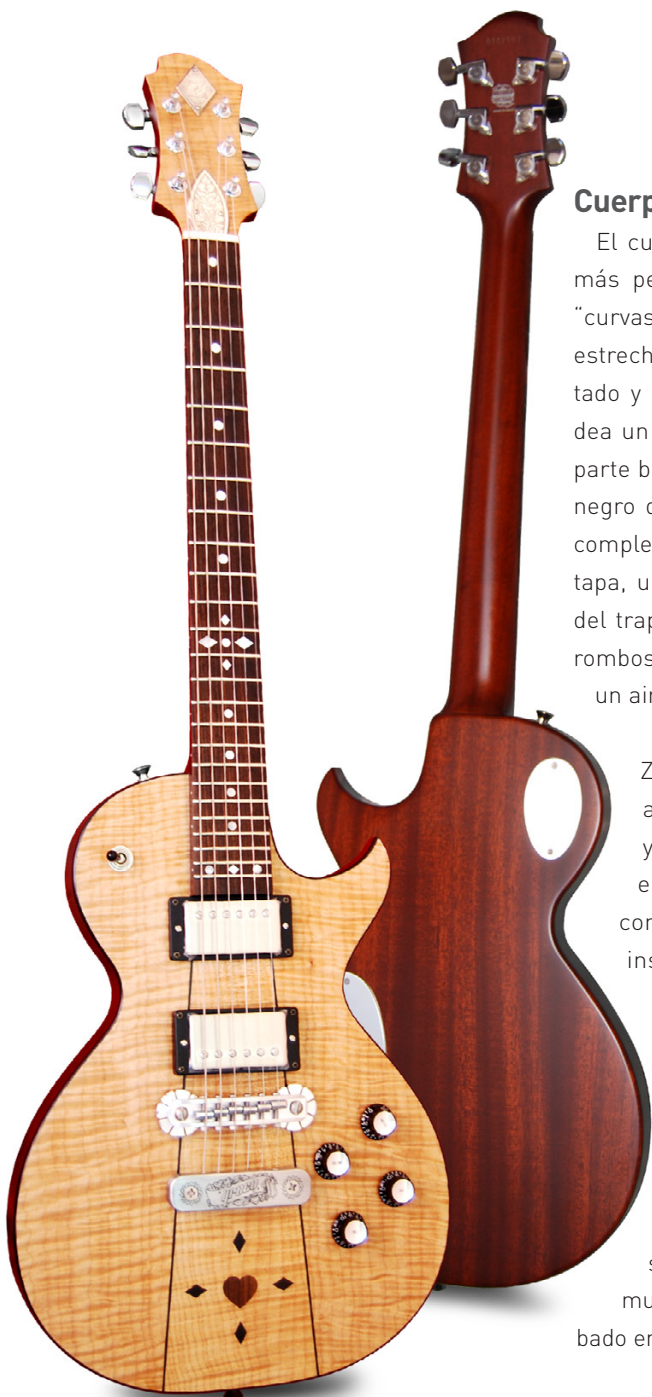 Cuerp
El cu
más pe
“curvas
estrech
tado y
dea un
parte b
negro c
comple
tapa, u
del trap
rombos
un air
Z
a
y
e
cor
ins
s
mu
bado er